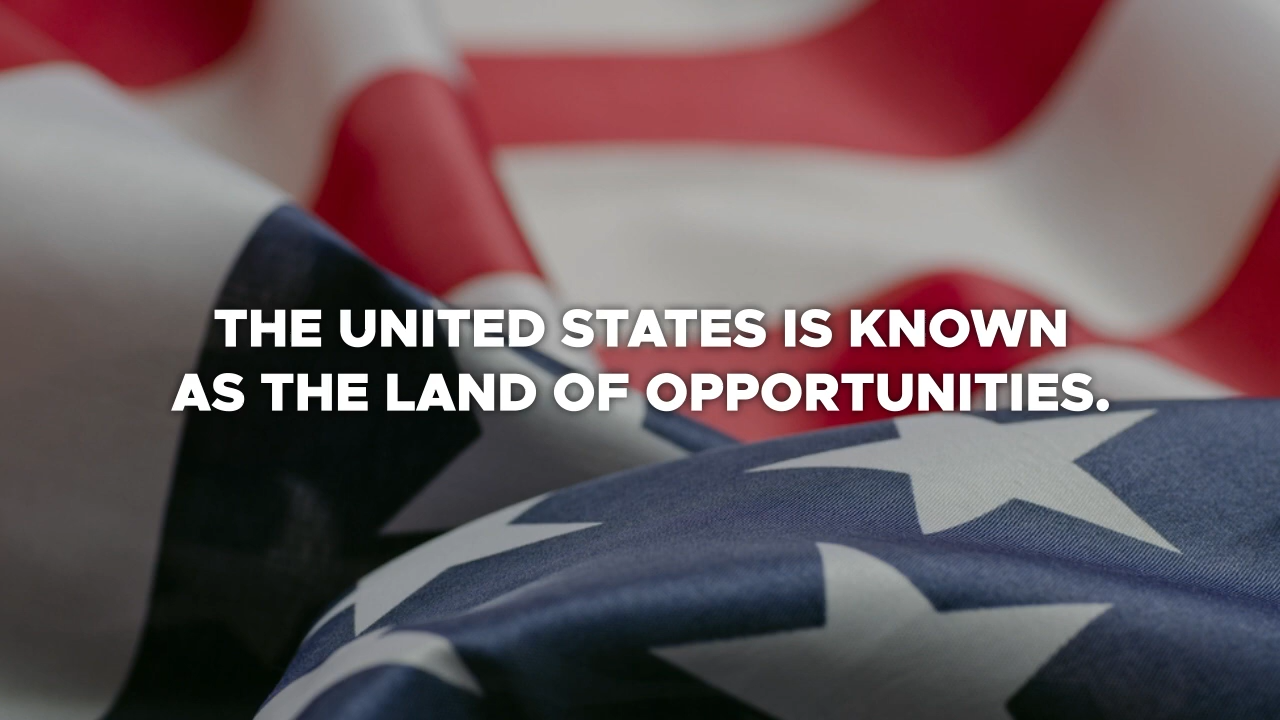 THE UNITED STATES IS KNOWN
AS THE LAND OF OPPORTUNITIES.